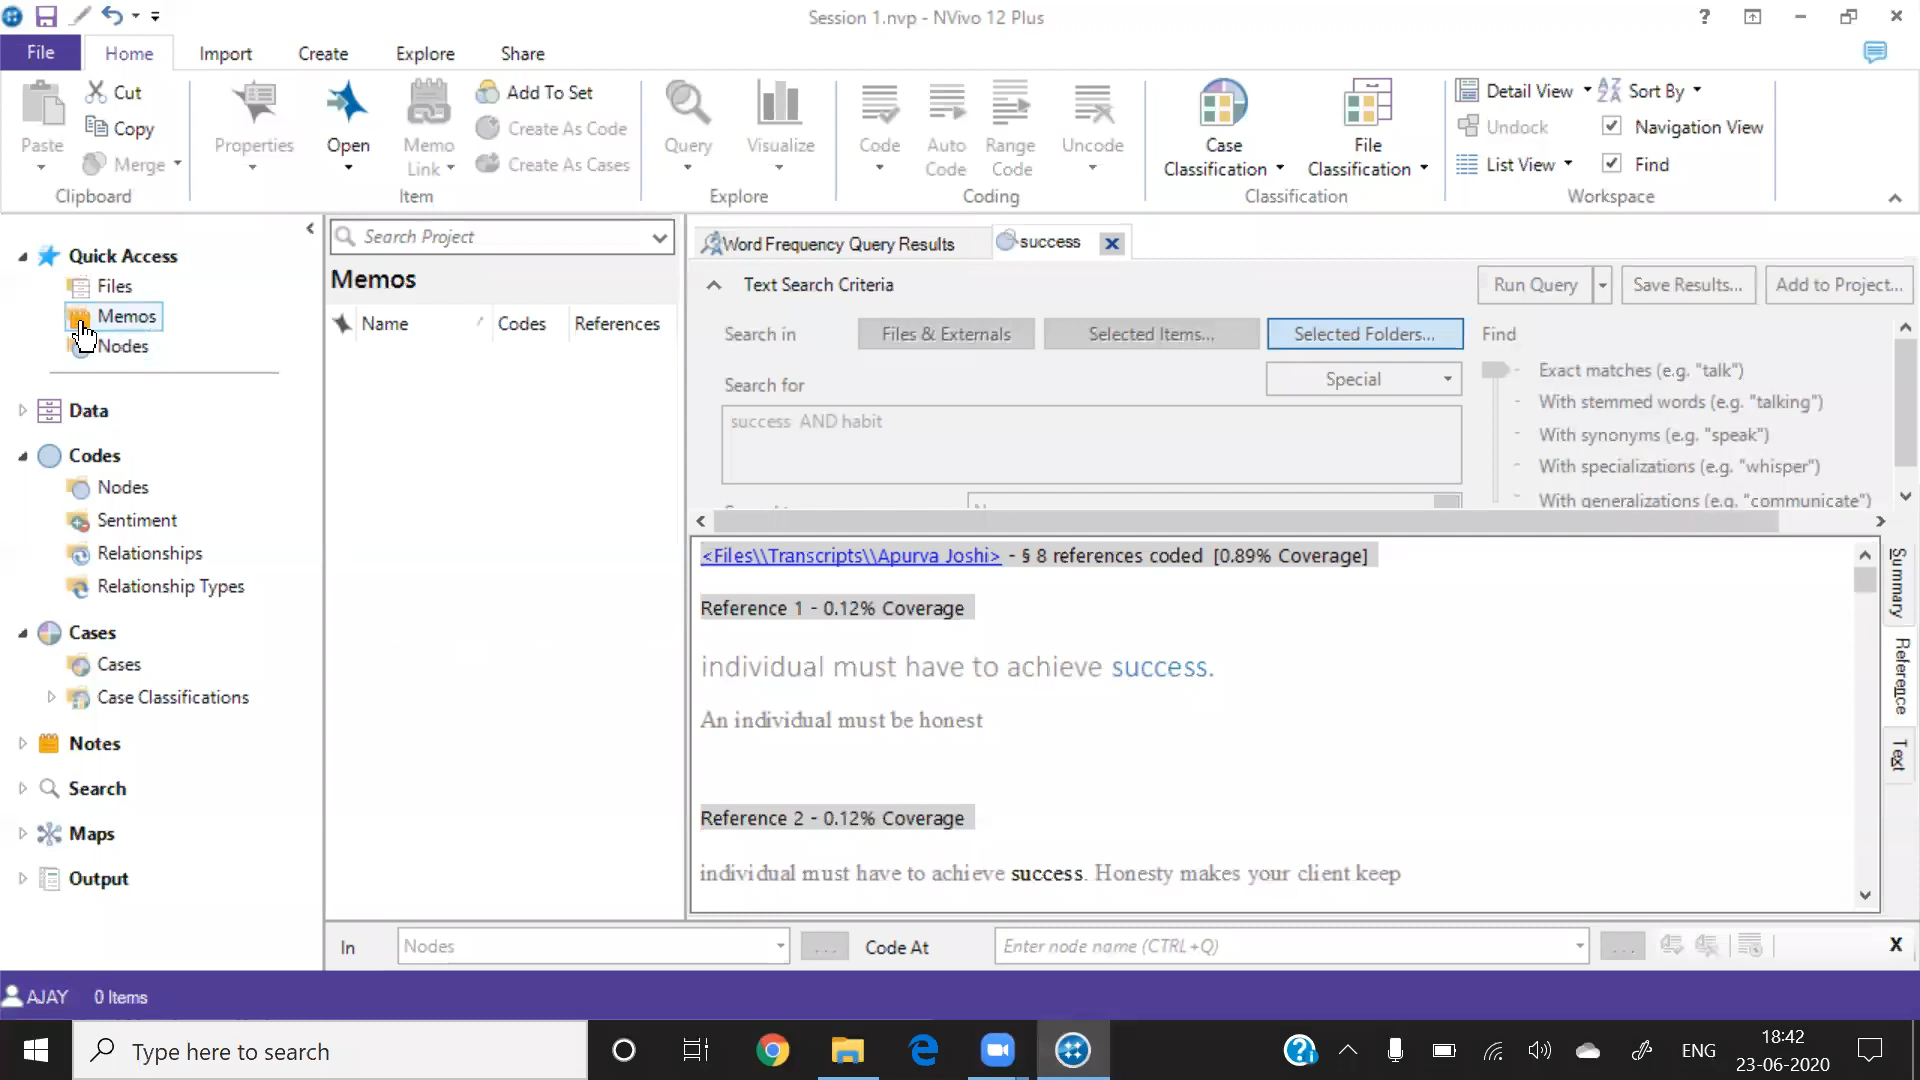 Session 1.nvp - NVivo 12 Plus
File Home Import Create Explore Share
Paste Cut Copy Merge
Clipboard
Properties Open Memo Link Add To Set Create As Code Create As Cases
Item
Query Visualize
Explore
Code Auto Code Range Code Uncode
Coding
Case Classification File Classification
Classification
Detail View Sort By
Undock Navigation View
List View Find
Workspace
Quick Access
Files
Memos
Nodes
Data
Codes
Nodes
Sentiment
Relationships
Relationship Types
Cases
Cases
Case Classifications
Notes
Search
Maps
Output
Search Project
Memos
Name Codes References
Word Frequency Query Results success
Text Search Criteria Run Query Save Results... Add to Project...
Search in Files & Externals Selected Items... Selected Folders... Find
Search for Special
success AND habit
Exact matches (e.g. "talk")
With stemmed words (e.g. "talking")
With synonyms (e.g. "speak")
With specializations (e.g. "whisper")
With generalizations (e.g. "communicate")
<Files\\Transcripts\\Apurva Joshi> - § 8 references coded [0.89% Coverage]
Reference 1 - 0.12% Coverage
individual must have to achieve success.
An individual must be honest
Reference 2 - 0.12% Coverage
individual must have to achieve success. Honesty makes your client keep
Summary
Reference
Text
In Nodes ... Code At Enter node name (CTRL+Q) ... X
AJAY 0 Items
Type here to search
ENG 18:42
23-06-2020